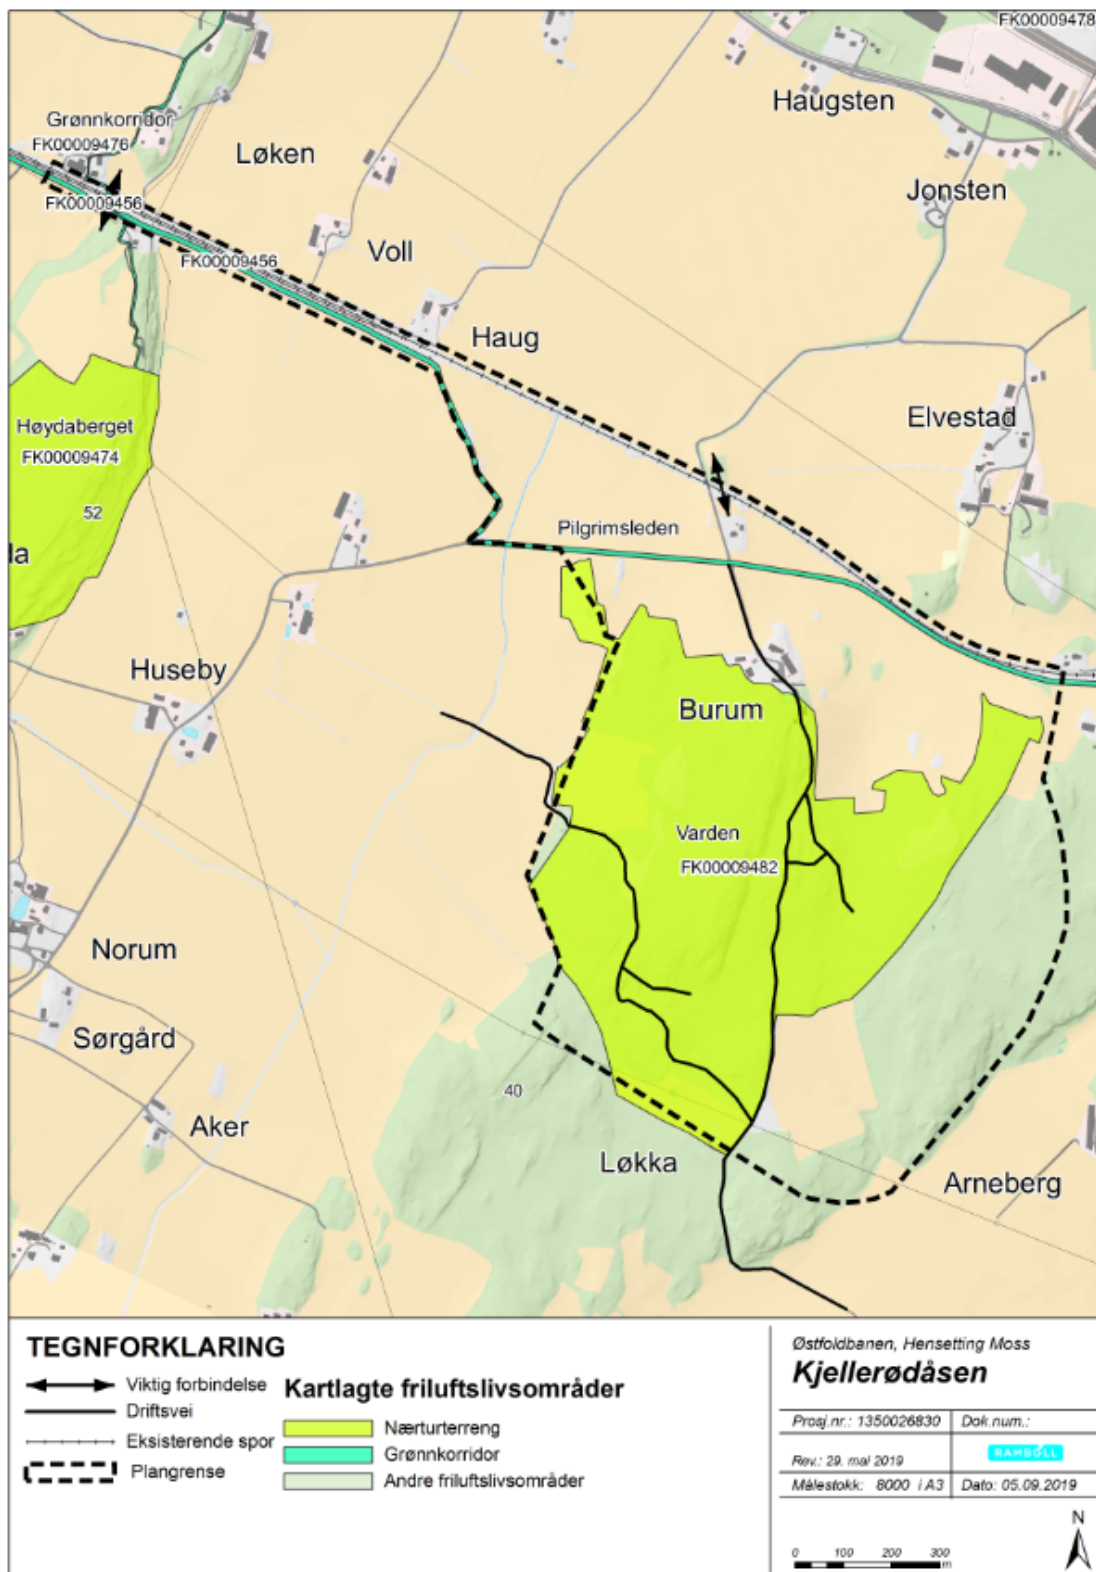 FK00009478
Haugsten
Grønnkorridor
FK00009476
Løken
Jonsten
FK00009456
Voll
FK00009456
Haug
Elvestad
Høydaberget
FK00009474
52
Pilgrimsleden
la
Huseby
Burum
Varden
FK00009482
Norum
Sørgård
40
Aker
Løkka
Arneberg
TEGNFORKLARING
Viktig forbindelse
Driftsvei
Eksisterende spor
Plangrense
Kartlagte friluftslivsområder
Nærturterreng
Grønnkorridor
Andre friluftslivsområder
Østfoldbanen, Hensetting Moss
Kjellerødåsen
Prosj.nr.: 1350026830 Dok.num.:
Rev.: 29. mai 2019 RAMBOLL
Målestokk: 8000 i A3 Dato: 05.09.2019
N
0 100 200 300
m